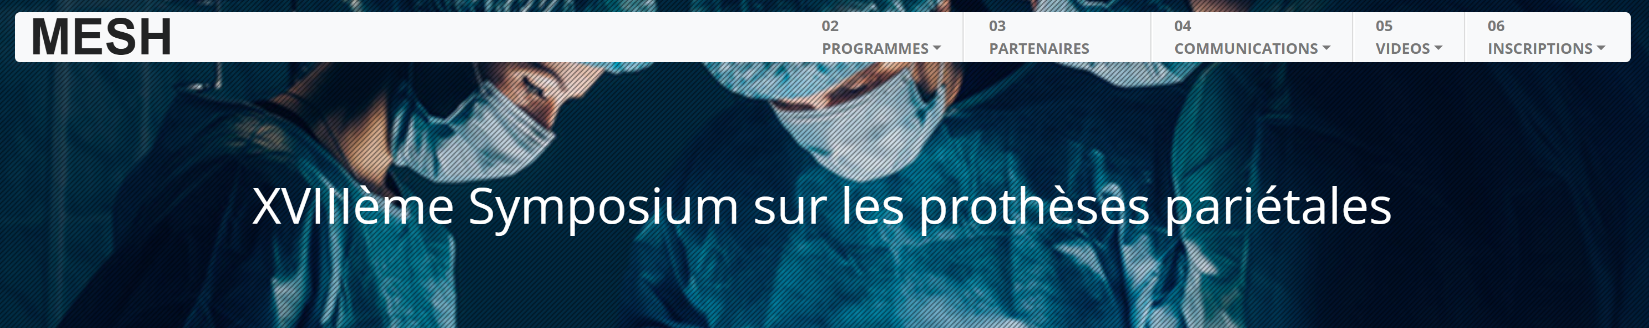 MESH
02
PROGRAMMES
03
PARTENAIRES
04
COMMUNICATIONS
05
VIDEOS
06
INSCRIPTIONS
XVIIIème Symposium sur les prothèses pariétales